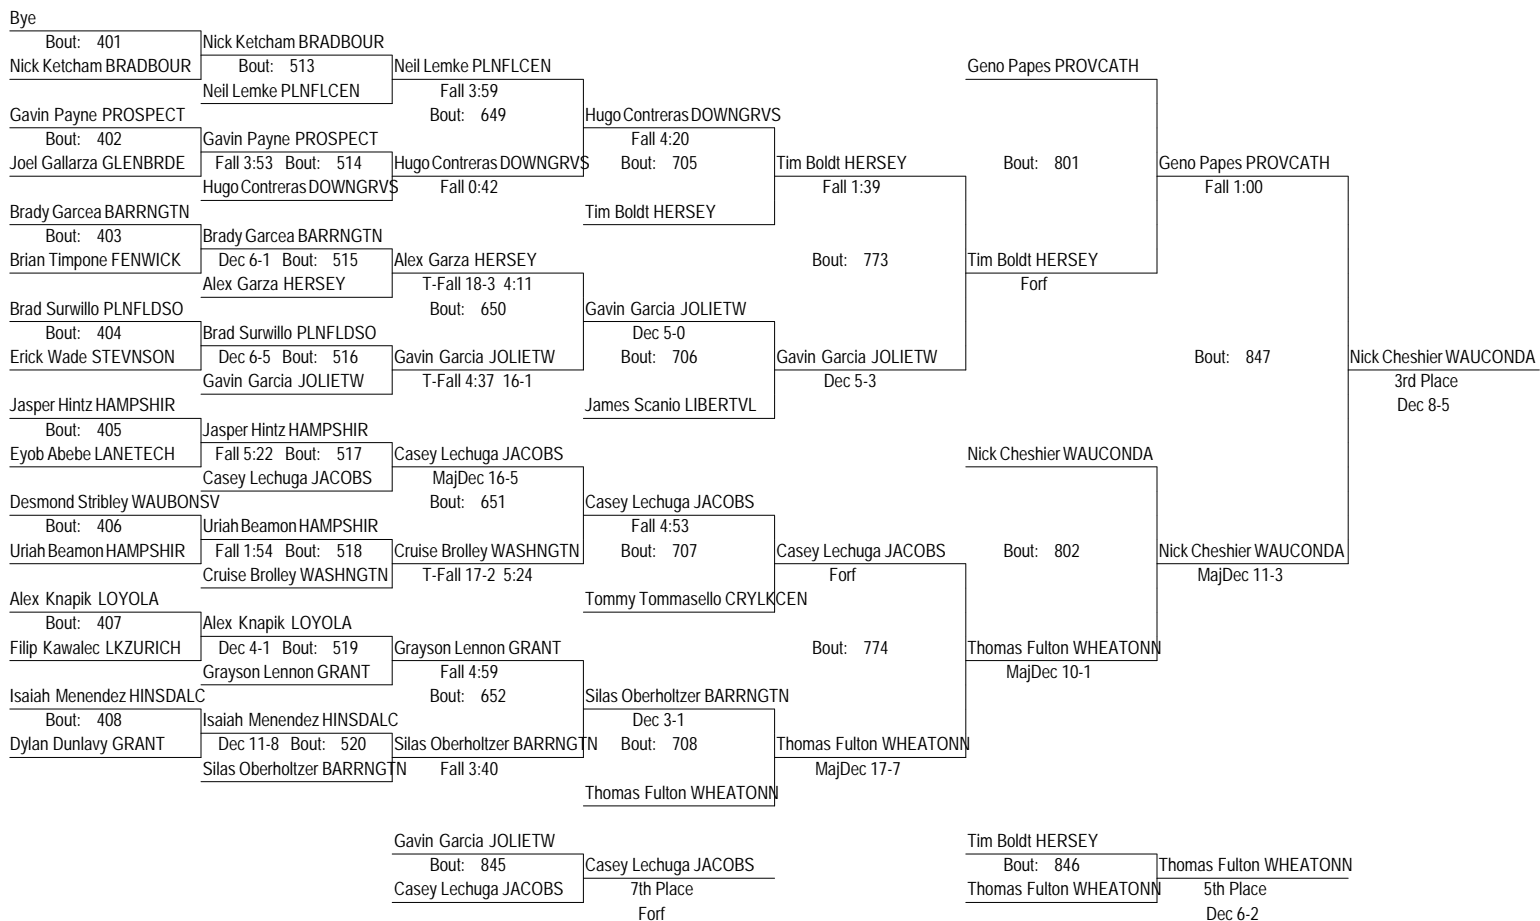 Bye
Bout: 401
Nick Ketcham BRADBOUR
Gavin Payne PROSPECT
Bout: 402
Joel Gallarza GLENBRDE
Brady Garcea BARRNGTN
Bout: 403
Brian Timpone FENWICK
Brad Surwillo PLNFLDSO
Bout: 404
Erick Wade STEVNSON
Jasper Hintz HAMPSHIR
Bout: 405
Eyob Abebe LANETECH
Desmond Stribley WAUBONSV
Bout: 406
Uriah Beamon HAMPSHIR
Alex Knapik LOYOLA
Bout: 407
Filip Kawalec LKZURICH
Isaiah Menendez HINSDALC
Bout: 408
Dylan Dunlavy GRANT
Nick Ketcham BRADBOUR
Bout: 513
Neil Lemke PLNFLCEN
Gavin Payne PROSPECT
Fall 3:53 Bout: 514
Hugo Contreras DOWNGRVS
Brady Garcea BARRNGTN
Dec 6-1 Bout: 515
Alex Garza HERSEY
Brad Surwillo PLNFLDSO
Dec 6-5 Bout: 516
Gavin Garcia JOLIETW
Jasper Hintz HAMPSHIR
Fall 5:22 Bout: 517
Casey Lechuga JACOBS
Uriah Beamon HAMPSHIR
Fall 1:54 Bout: 518
Cruise Brolley WASHNGTN
Alex Knapik LOYOLA
Dec 4-1 Bout: 519
Grayson Lennon GRANT
Isaiah Menendez HINSDALC
Dec 11-8 Bout: 520
Silas Oberholtzer BARRNGTN
Neil Lemke PLNFLCEN
Fall 3:59
Bout: 649
Hugo Contreras DOWNGRVS
Fall 0:42
Alex Garza HERSEY
T-Fall 18-3 4:11
Bout: 650
Gavin Garcia JOLIETW
T-Fall 4:37 16-1
Casey Lechuga JACOBS
MajDec 16-5
Bout: 651
Cruise Brolley WASHNGTN
T-Fall 17-2 5:24
Grayson Lennon GRANT
Fall 4:59
Bout: 652
Silas Oberholtzer BARRNGTN
Fall 3:40
Hugo Contreras DOWNGRVS
Fall 4:20
Bout: 705
Tim Boldt HERSEY
Gavin Garcia JOLIETW
Dec 5-0
Bout: 706
James Scanio LIBERTVL
Casey Lechuga JACOBS
Fall 4:53
Bout: 707
Tommy Tommasello CRYLKCEN
Silas Oberholtzer BARRNGTN
Dec 3-1
Bout: 708
Thomas Fulton WHEATONN
Tim Boldt HERSEY
Fall 1:39
Bout: 773
Gavin Garcia JOLIETW
Dec 5-3
Casey Lechuga JACOBS
Forf
Bout: 774
Thomas Fulton WHEATONN
MajDec 17-7
Geno Papes PROVCATH
Bout: 801
Tim Boldt HERSEY
Forf
Nick Cheshier WAUCONDA
Bout: 802
Thomas Fulton WHEATONN
MajDec 10-1
Geno Papes PROVCATH
Fall 1:00
Bout: 847
Nick Cheshier WAUCONDA
MajDec 11-3
Nick Cheshier WAUCONDA
3rd Place
Dec 8-5
Gavin Garcia JOLIETW
Bout: 845
Casey Lechuga JACOBS
Casey Lechuga JACOBS
7th Place
Forf
Tim Boldt HERSEY
Bout: 846
Thomas Fulton WHEATONN
Thomas Fulton WHEATONN
5th Place
Dec 6-2